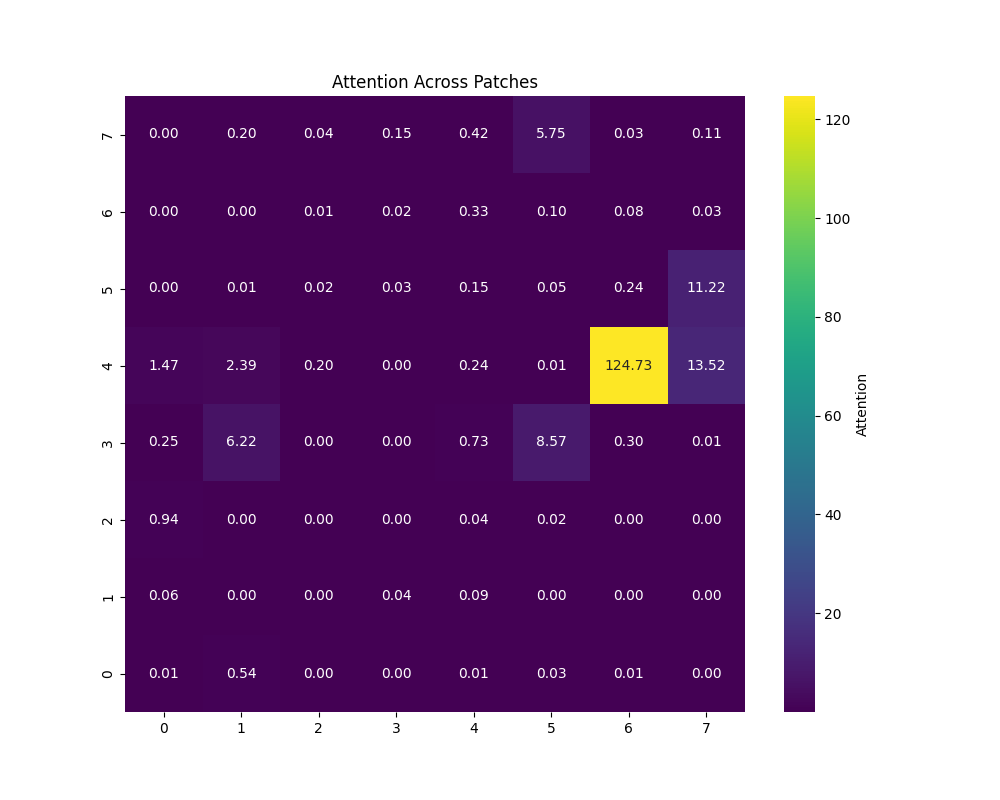 Attention Across Patches
7 0.00 0.20 0.04 0.15 0.42 5.75 0.03 0.11
6 0.00 0.00 0.01 0.02 0.33 0.10 0.08 0.03
5 0.00 0.01 0.02 0.03 0.15 0.05 0.24 11.22
4 1.47 2.39 0.20 0.00 0.24 0.01 124.73 13.52
3 0.25 6.22 0.00 0.00 0.73 8.57 0.30 0.01
2 0.94 0.00 0.00 0.00 0.04 0.02 0.00 0.00
1 0.06 0.00 0.00 0.04 0.09 0.00 0.00 0.00
0 0.01 0.54 0.00 0.00 0.01 0.03 0.01 0.00
0 1 2 3 4 5 6 7
120
100
80
60
40
20
Attention